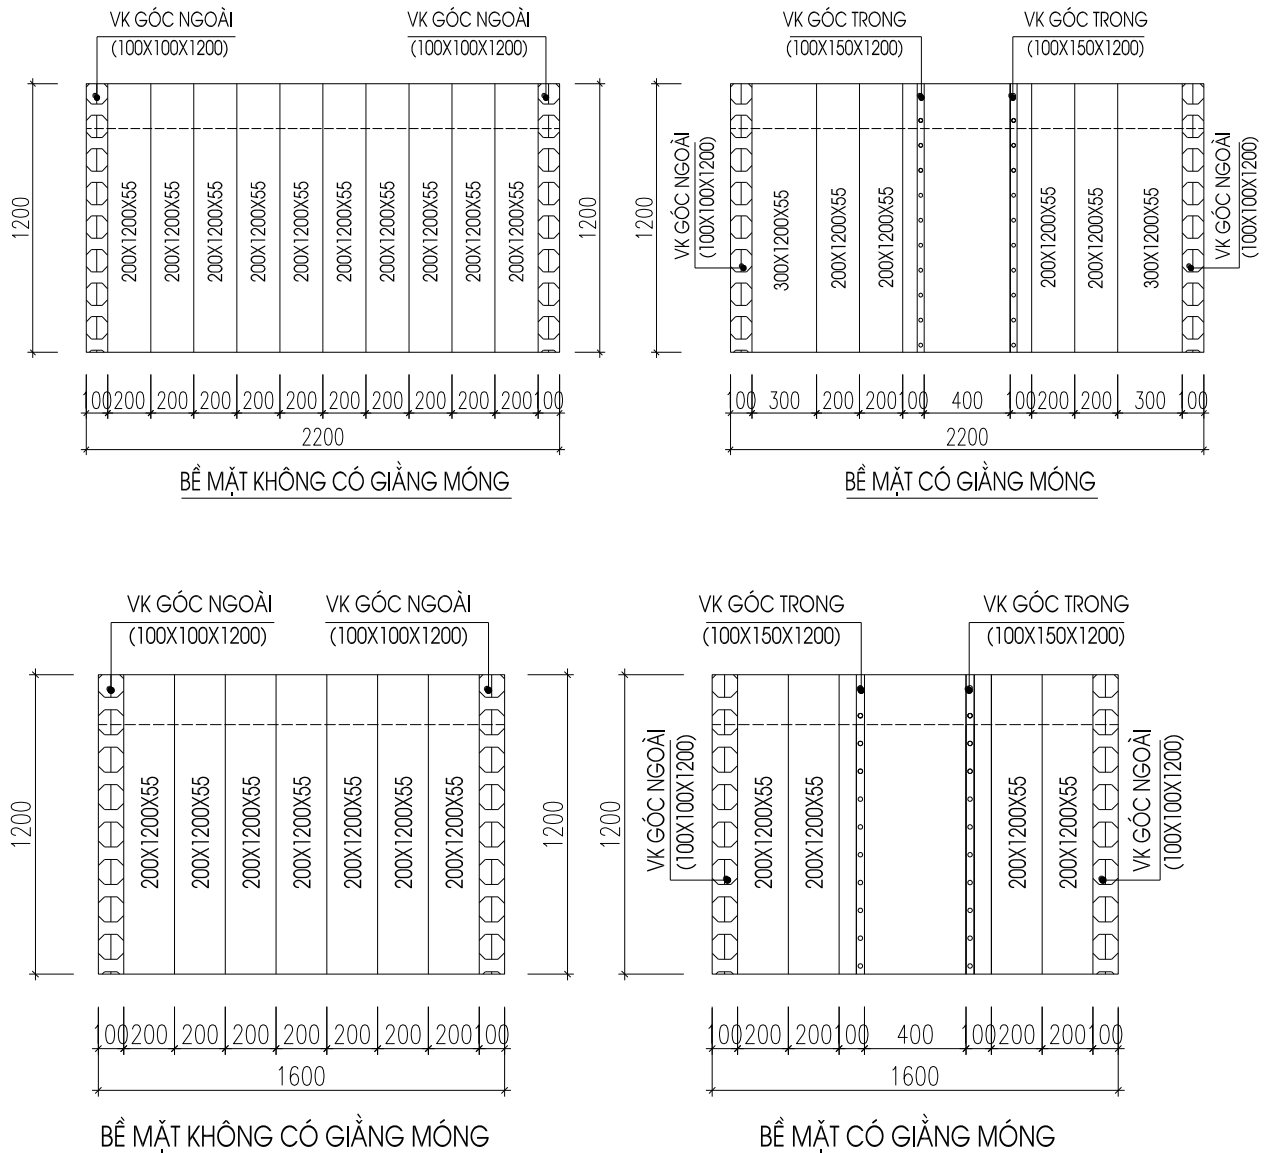 VK GÓC NGOÀI
(100X100X1200)
VK GÓC NGOÀI
(100X100X1200)
1200
200X1200X55
200X1200X55
200X1200X55
200X1200X55
200X1200X55
200X1200X55
200X1200X55
200X1200X55
200X1200X55
200X1200X55
1200
100 200 200 200 200 200 200 200 200 200 200 100
2200
BỀ MẶT KHÔNG CÓ GIẰNG MÓNG
VK GÓC TRONG
(100X150X1200)
VK GÓC TRONG
(100X150X1200)
1200
VK GÓC NGOÀI
(100X100X1200)
300X1200X55
200X1200X55
200X1200X55
200X1200X55
200X1200X55
300X1200X55
VK GÓC NGOÀI
(100X100X1200)
100 300 200 200 100 400 100 200 200 300 100
2200
BỀ MẶT CÓ GIẰNG MÓNG
VK GÓC NGOÀI
(100X100X1200)
VK GÓC NGOÀI
(100X100X1200)
1200
200X1200X55
200X1200X55
200X1200X55
200X1200X55
200X1200X55
200X1200X55
200X1200X55
1200
100 200 200 200 200 200 200 200 100
1600
BỀ MẶT KHÔNG CÓ GIẰNG MÓNG
VK GÓC TRONG
(100X150X1200)
VK GÓC TRONG
(100X150X1200)
1200
VK GÓC NGOÀI
(100X100X1200)
200X1200X55
200X1200X55
200X1200X55
200X1200X55
VK GÓC NGOÀI
(100X100X1200)
100 200 200 100 400 100 200 200 100
1600
BỀ MẶT CÓ GIẰNG MÓNG